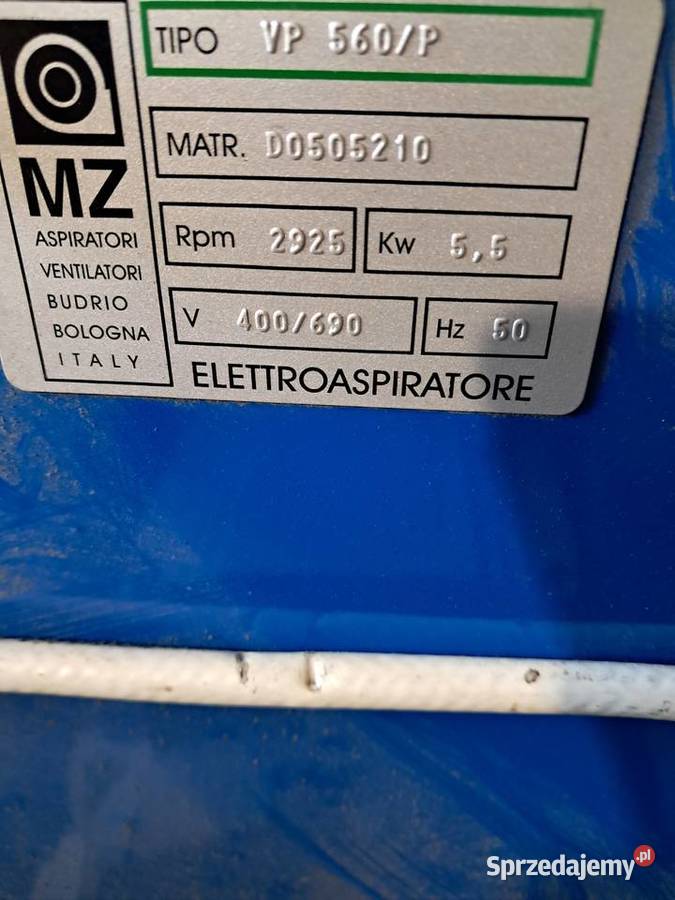 TIPO VP 560/P
MATR. D0505210
MZ
Rpm 2925 Kw 5,5
ASPIRATORI
VENTILATORI
BUDRIO
BOLOGNA
ITALY
V 400/690 Hz 50
ELETTROASPIRATORE
Sprzedajemy.pl